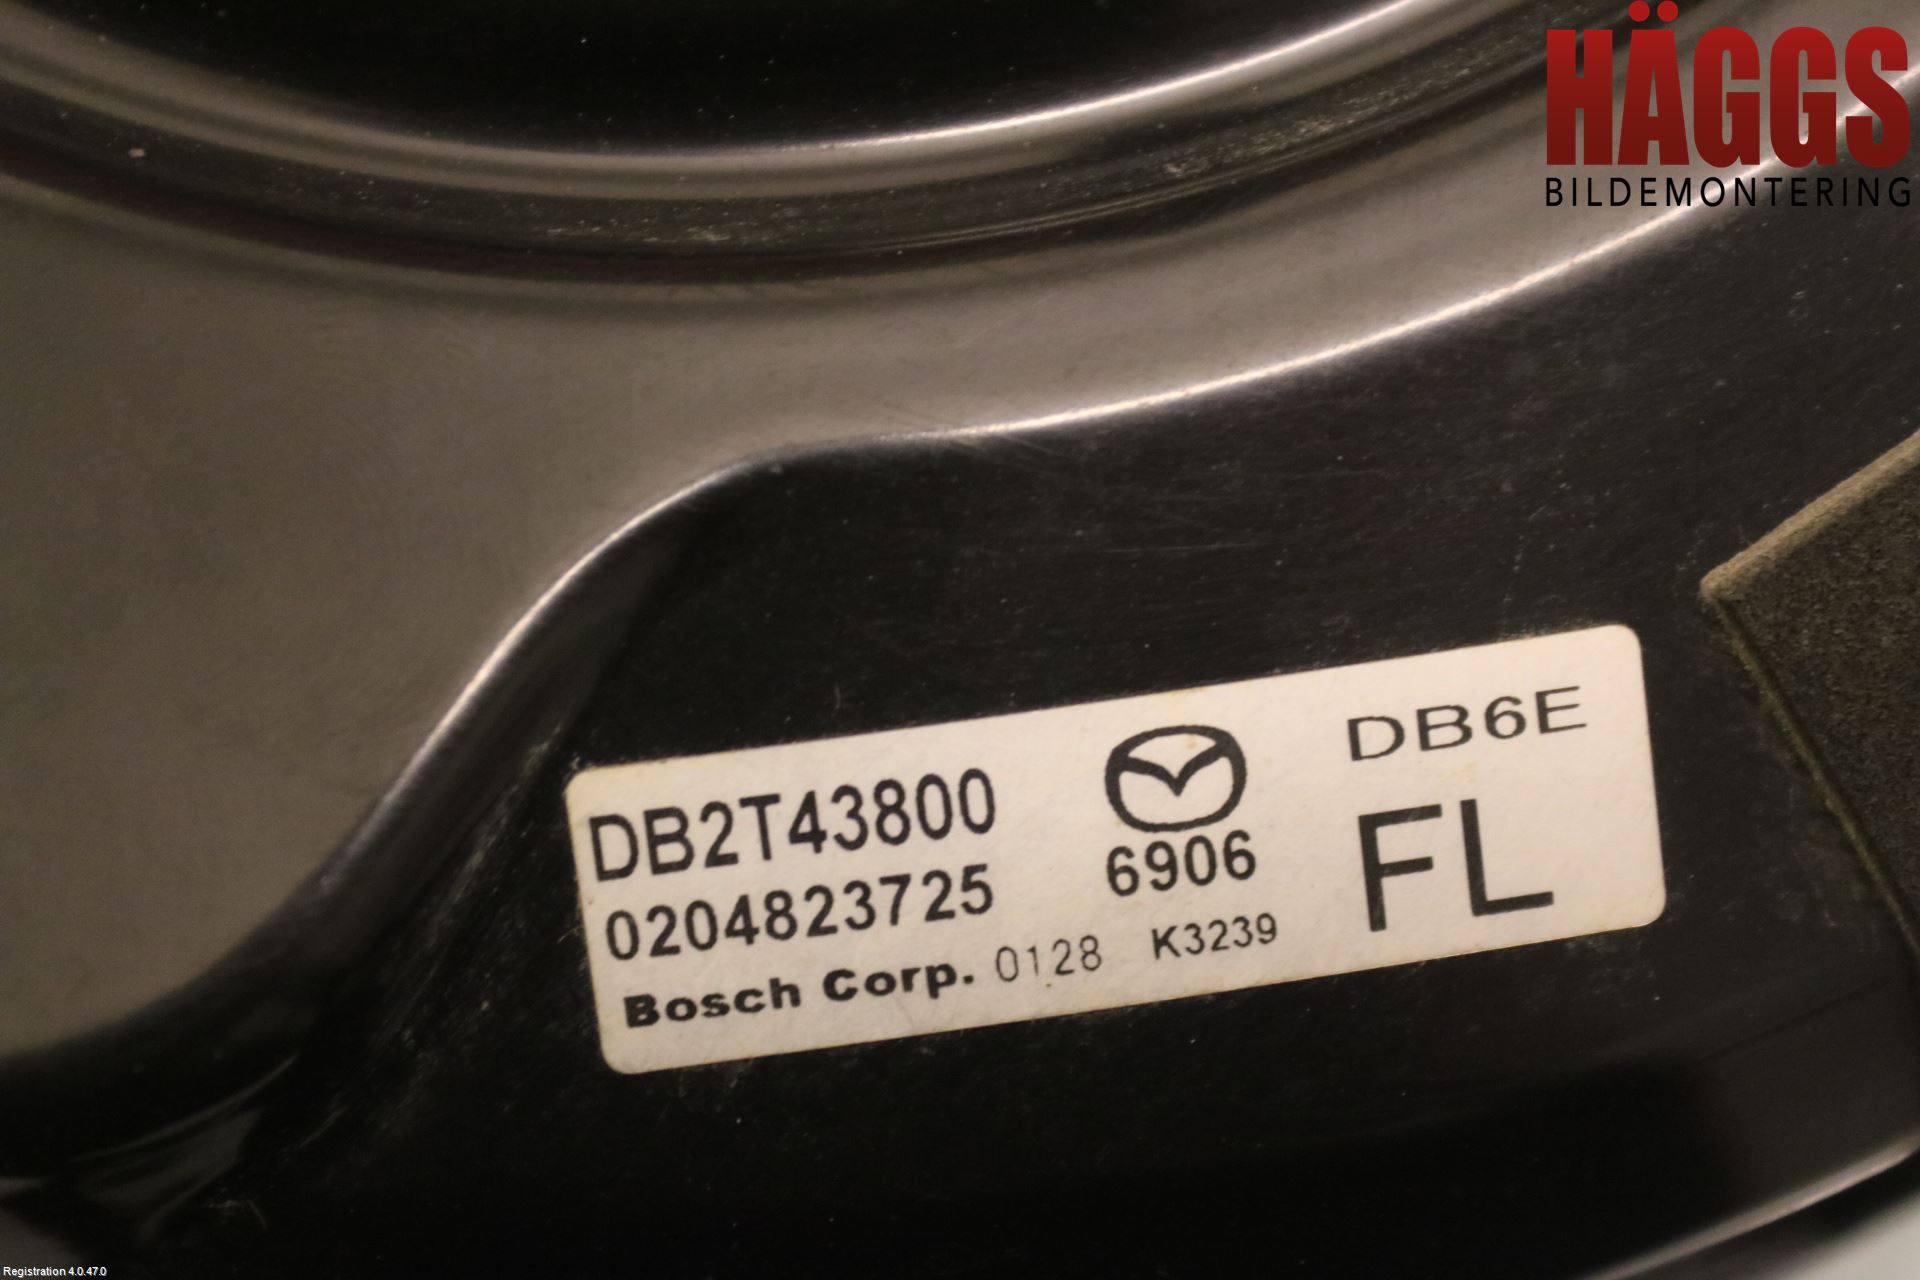 HÄGGS
BILDEMONTERING
DB2T43800
0204823725
Bosch Corp. 0128 K3239
6906
DB6E
FL
Registration 4.0.47.0